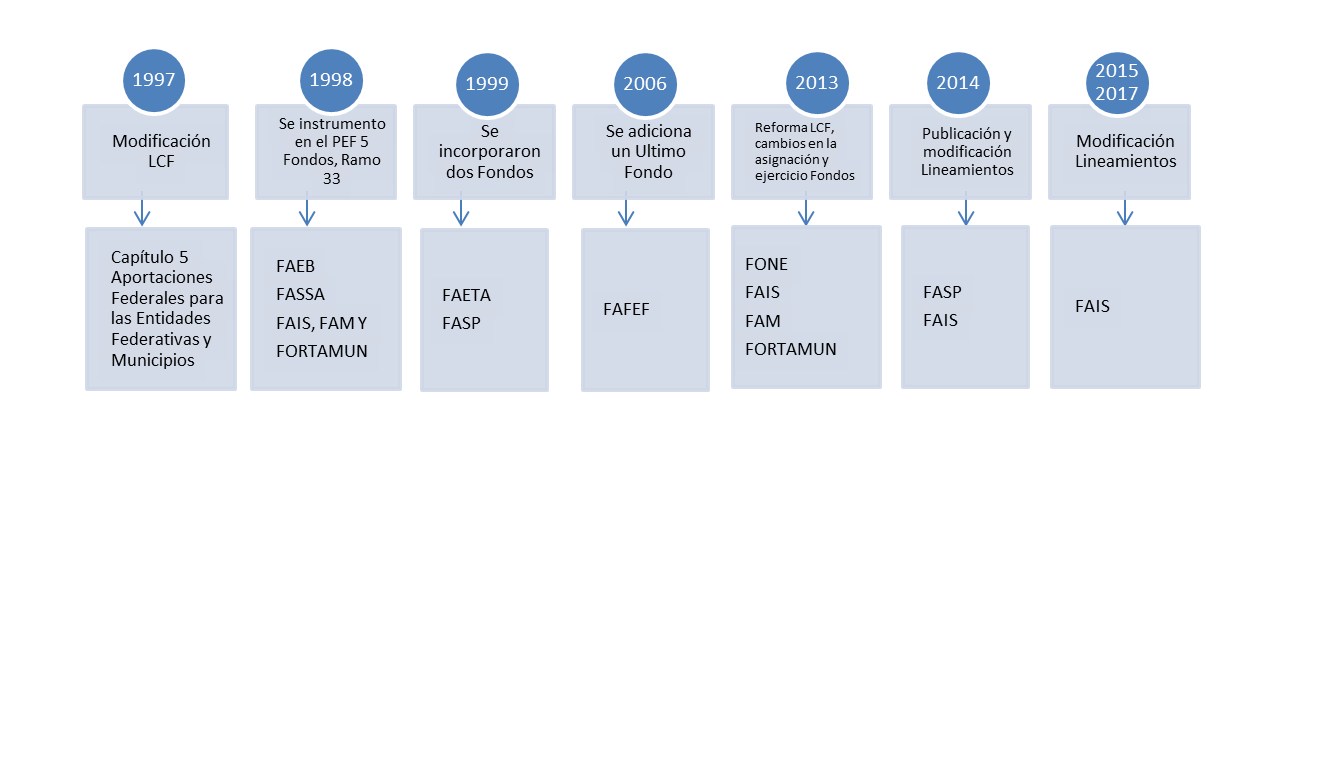 1997
Modificación
LCF
Capítulo 5
Aportaciones
Federales para
las Entidades
Federativas y
Municipios
1998
Se instrumento
en el PEF 5
Fondos, Ramo
33
FAEB
FASSA
FAIS, FAM Y
FORTAMUN
1999
Se
incorporaron
dos Fondos
FAETA
FASP
2006
Se adiciona
un Ultimo
Fondo
FAFEF
2013
Reforma LCF,
cambios en la
asignación y
ejercicio Fondos
FONE
FAIS
FAM
FORTAMUN
2014
Publicación y
modificación
Lineamientos
FASP
FAIS
2015
2017
Modificación
Lineamientos
FAIS